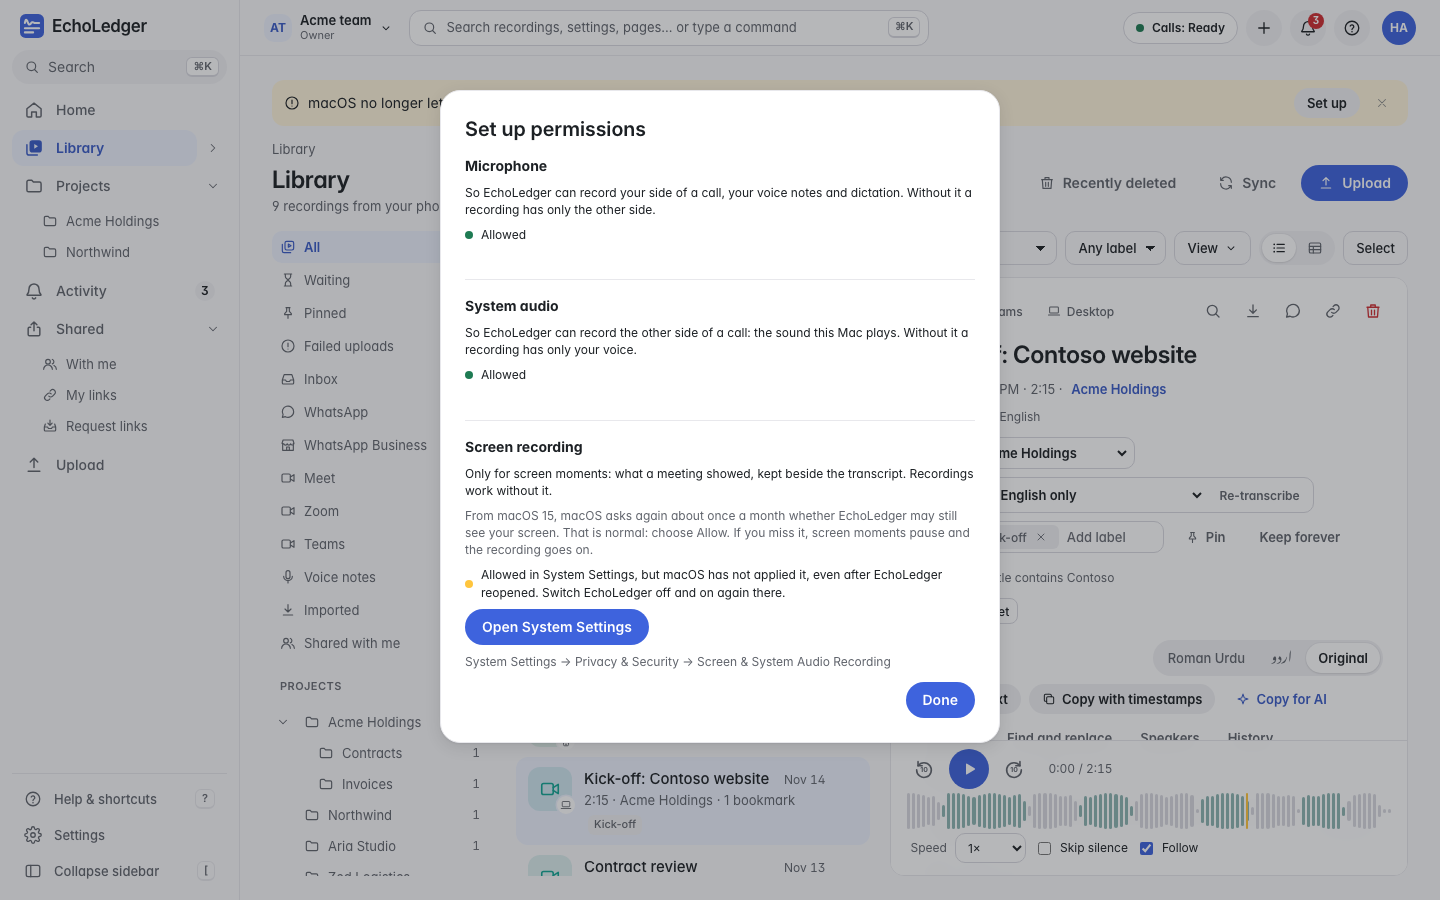 EchoLedger
Search ⌘K
Home
Library
Projects
Acme Holdings
Northwind
Activity 3
Shared
With me
My links
Request links
Upload
Help & shortcuts ?
Settings
Collapse sidebar [
AT Acme team
Owner
Search recordings, settings, pages... or type a command ⌘K
Calls: Ready
3
HA
macOS no longer let
Set up
Library
Library
9 recordings from your pho
Recently deleted
Sync
Upload
All
Waiting
Pinned
Failed uploads
Inbox
WhatsApp
WhatsApp Business
Meet
Zoom
Teams
Voice notes
Imported
Shared with me
PROJECTS
Acme Holdings
Contracts 1
Invoices 1
Northwind 1
Aria Studio 1
Zed Logistics
Set up permissions
Microphone
So EchoLedger can record your side of a call, your voice notes and dictation. Without it a
recording has only the other side.
Allowed
System audio
So EchoLedger can record the other side of a call: the sound this Mac plays. Without it a
recording has only your voice.
Allowed
Screen recording
Only for screen moments: what a meeting showed, kept beside the transcript. Recordings
work without it.
From macOS 15, macOS asks again about once a month whether EchoLedger may still
see your screen. That is normal: choose Allow. If you miss it, screen moments pause and
the recording goes on.
Allowed in System Settings, but macOS has not applied it, even after EchoLedger
reopened. Switch EchoLedger off and on again there.
Open System Settings
System Settings → Privacy & Security → Screen & System Audio Recording
Done
Kick-off: Contoso website Nov 14
2:15 · Acme Holdings · 1 bookmark
Kick-off
Contract review Nov 13
Any label
View
Select
ams Desktop
f: Contoso website
PM · 2:15 · Acme Holdings
English
me Holdings
English only Re-transcribe
k-off × Add label Pin Keep forever
tle contains Contoso
et
Roman Urdu اردو Original
xt Copy with timestamps Copy for AI
Find and replace Speakers History
10 10 0:00 / 2:15
Speed 1× Skip silence Follow